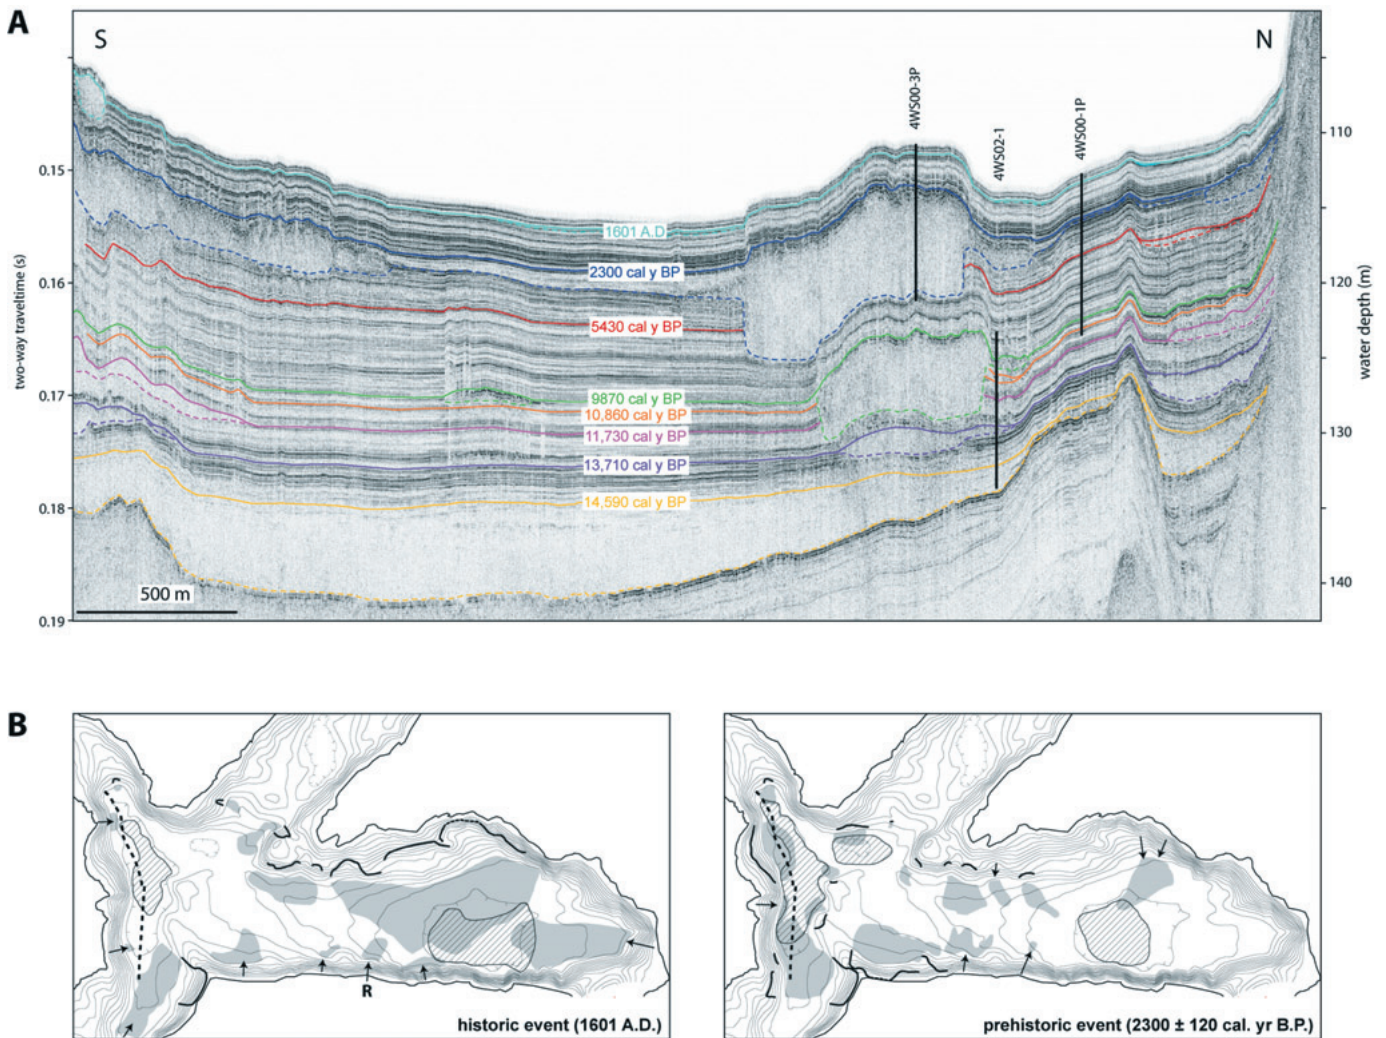 A
S
N
4WS00-3P
4WS02-1
4WS00-1P
110
0.15
1601 A.D
2300 cal y BP
0.16
120
5430 cal y BP
two-way traveltime (s)
water depth (m)
0.17
9870 cal y BP
10,860 cal y BP
11,730 cal y BP
130
13,710 cal y BP
14,590 cal y BP
0.18
500 m
140
0.19
B
R
historic event (1601 A.D.)
prehistoric event (2300 ± 120 cal. yr B.P.)